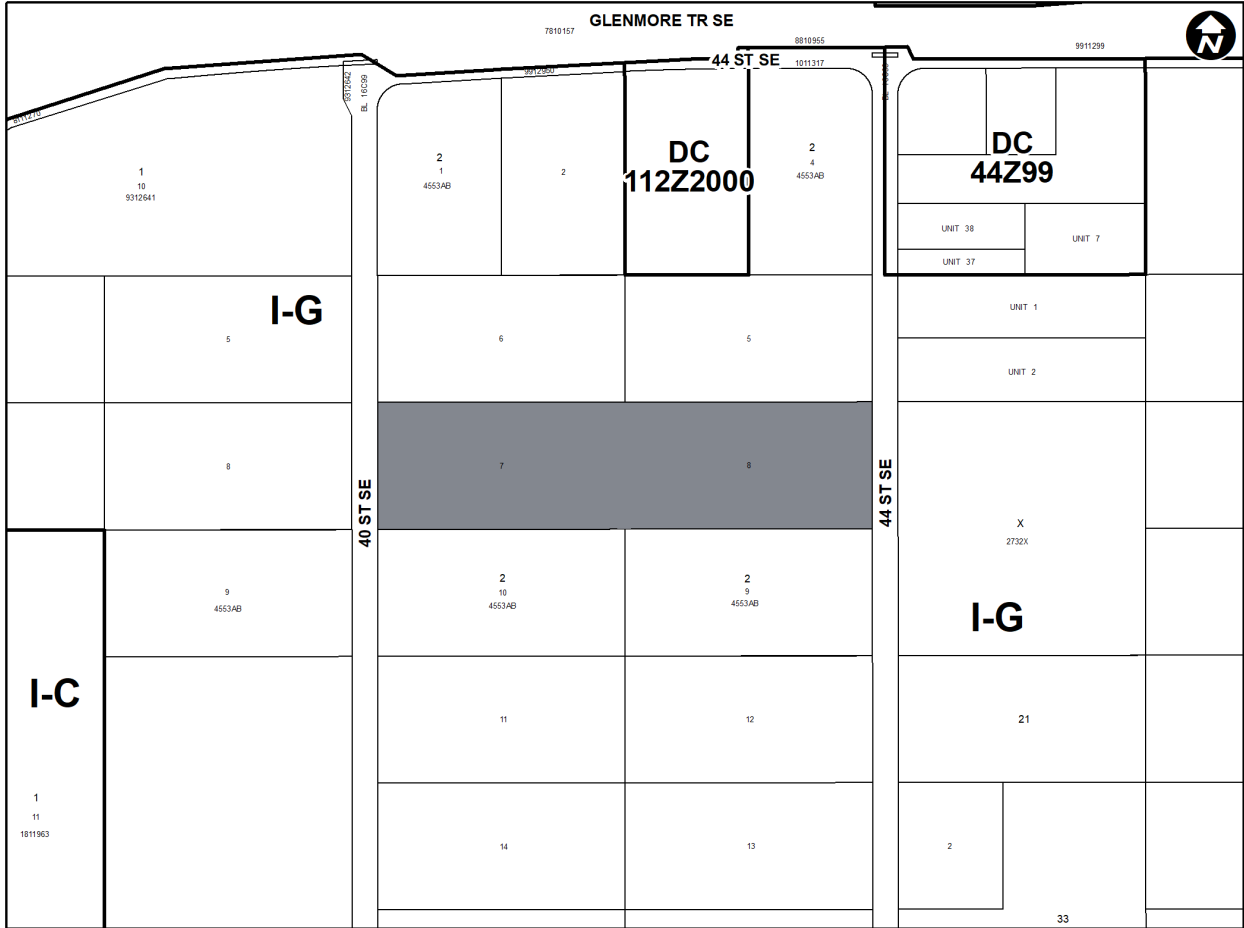 GLENMORE TR SE
7810157
8810955
9911299
N
44 ST SE
1011317
9912960
9312642
BL 16C99
8111270
DC
112Z2000
DC
44Z99
1
10
9312641
2
1
4553AB
2
2
4
4553AB
UNIT 38
UNIT 7
UNIT 37
I-G
5
6
5
UNIT 1
UNIT 2
8
7
8
40 ST SE
44 ST SE
X
2732X
9
4553AB
2
10
4553AB
2
9
4553AB
I-G
I-C
11
12
21
1
11
1811963
14
13
2
33